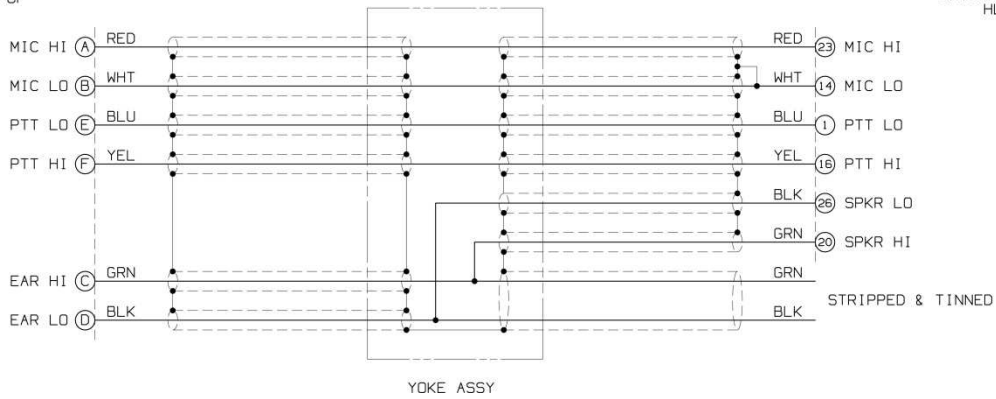 MIC HI A RED RED 23 MIC HI
MIC LO B WHT WHT 14 MIC LO
PTT LO E BLU BLU 1 PTT LO
PTT HI F YEL YEL 16 PTT HI
BLK 26 SPKR LO
GRN 20 SPKR HI
EAR HI C GRN GRN
STRIPPED & TINNED
EAR LO D BLK BLK
YOKE ASSY